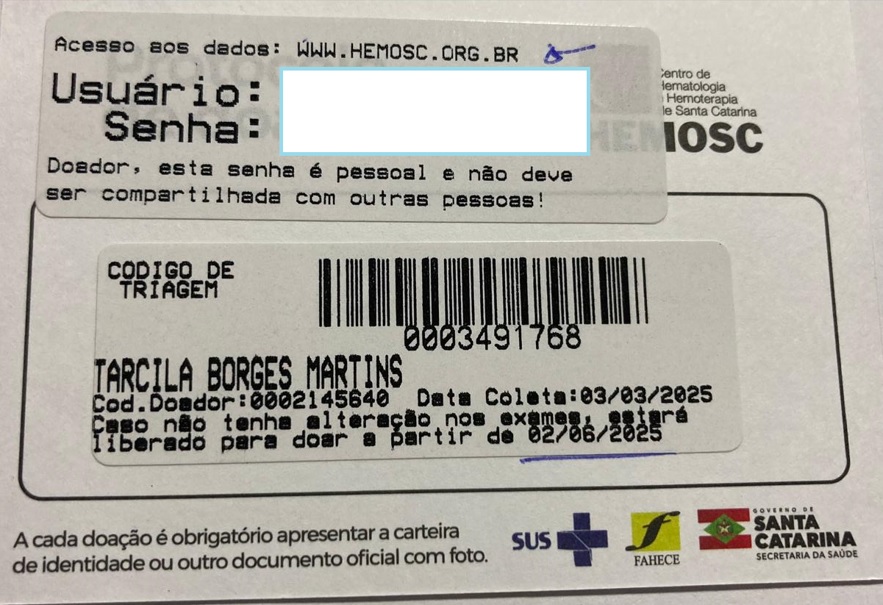 Acesso aos dados: WWW.HEMOSC.ORG.BR
Usuário:
Senha:
Doador, esta senha é pessoal e não deve
ser compartilhada com outras pessoas!
entro de
ematologia
Hemoterapia
e Santa Catarina
HEMOSC
CODIGO DE
TRIAGEM
0003491768
TARCILA BORGES MARTINS
Cod.Doador:0002145640 Data Coleta:03/03/2025
Caso não tenha alteração nos exames, estará
liberado para doar a partir de 02/06/2025
A cada doação é obrigatório apresentar a carteira
de identidade ou outro documento oficial com foto.
SUS
FAHECE
GOVERNO DE
SANTA
CATARINA
SECRETARIA DA SAÚDE